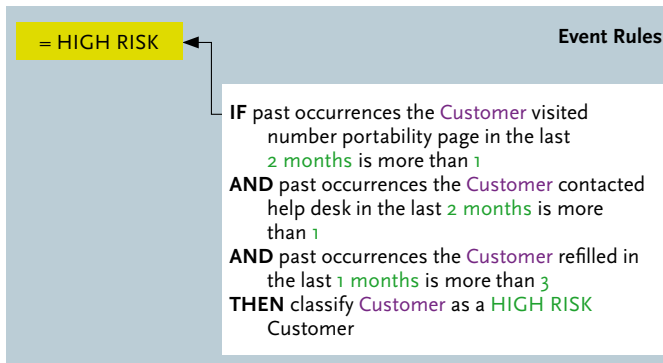 = HIGH RISK
Event Rules
IF past occurrences the Customer visited
number portability page in the last
2 months is more than 1
AND past occurrences the Customer contacted
help desk in the last 2 months is more
than 1
AND past occurrences the Customer refilled in
the last 1 months is more than 3
THEN classify Customer as a HIGH RISK
Customer